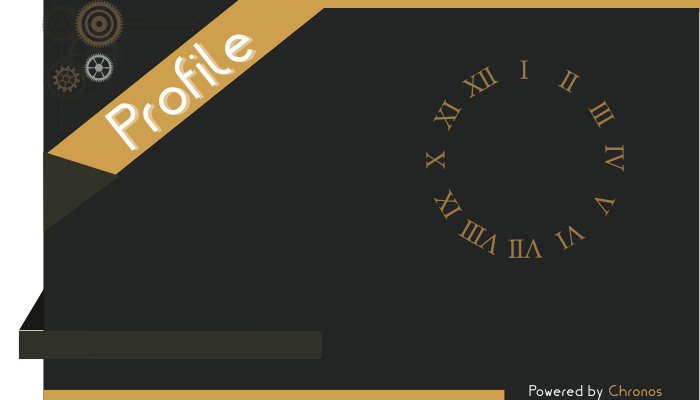 Profile
I
II
III
IV
V
VI
VII
VIII
IX
X
XI
XII
Powered by Chronos